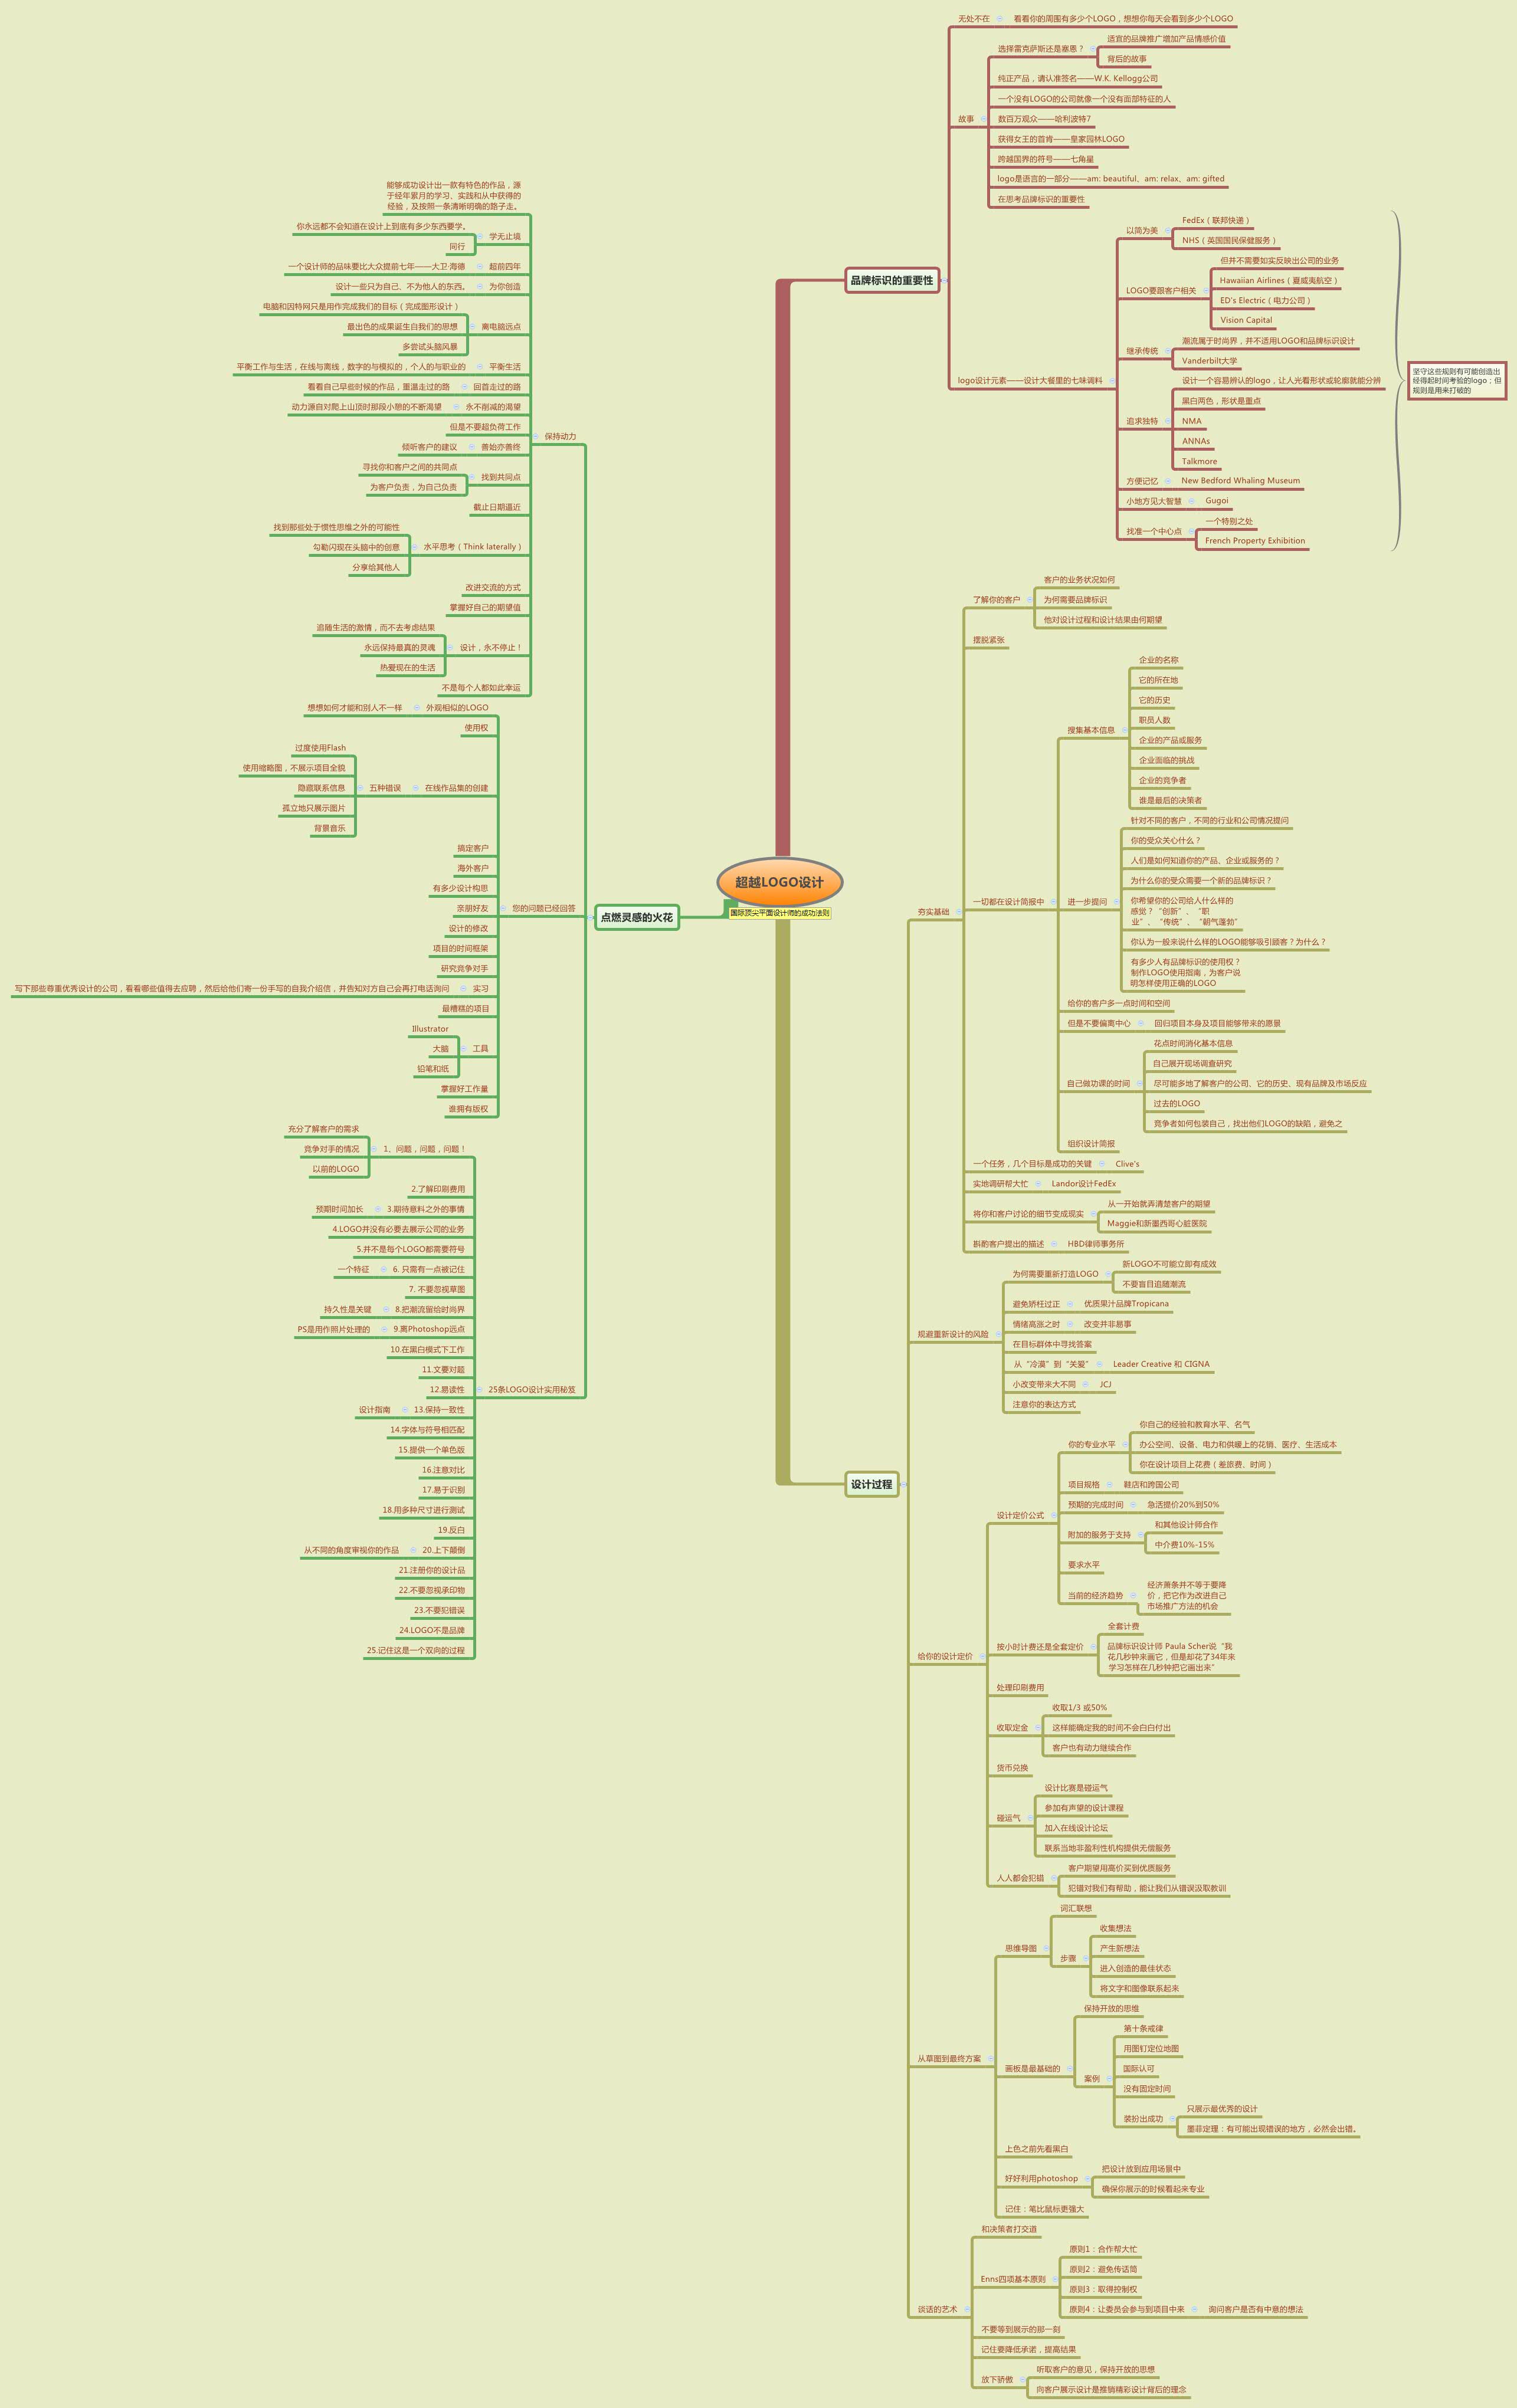 超越LOGO设计
国际顶尖平面设计师的成功法则
品牌标识的重要性
无处不在
看看你的周围有多少个LOGO，想想你每天会看到多少个LOGO
故事
选择雷克萨斯还是塞恩？
适宜的品牌推广增加产品情感价值
背后的故事
纯正产品，请认准签名——W.K. Kellogg公司
一个没有LOGO的公司就像一个没有面部特征的人
数百万观众——哈利波特7
获得女王的首肯——皇家园林LOGO
跨越国界的符号——七角星
logo是语言的一部分——am: beautiful、am: relax、am: gifted
在思考品牌标识的重要性
logo设计元素——设计大餐里的七味调料
以简为美
FedEx（联邦快递）
NHS（英国国民保健服务）
LOGO要跟客户相关
但并不需要如实反映出公司的业务
Hawaiian Airlines（夏威夷航空）
ED's Electric（电力公司）
Vision Capital
继承传统
潮流属于时尚界，并不适用LOGO和品牌标识设计
Vanderbilt大学
追求独特
设计一个容易辨认的logo，让人光看形状或轮廓就能分辨
黑白两色，形状是重点
NMA
ANNAs
Talkmore
方便记忆
New Bedford Whaling Museum
小地方见大智慧
Gugoi
找准一个中心点
一个特别之处
French Property Exhibition
坚守这些规则有可能创造出
经得起时间考验的logo；但
规则是用来打破的
设计过程
夯实基础
了解你的客户
客户的业务状况如何
为何需要品牌标识
他对设计过程和设计结果由何期望
摆脱紧张
一切都在设计简报中
搜集基本信息
企业的名称
它的所在地
它的历史
职员人数
企业的产品或服务
企业面临的挑战
企业的竞争者
谁是最后的决策者
进一步提问
针对不同的客户，不同的行业和公司情况提问
你的受众关心什么？
人们是如何知道你的产品、企业或服务的？
为什么你的受众需要一个新的品牌标识？
你希望你的公司给人什么样的
感觉？“创新”、“职
业”、“传统”、“朝气蓬勃”
你认为一般来说什么样的LOGO能够吸引顾客？为什么？
有多少人有品牌标识的使用权？
制作LOGO使用指南，为客户说
明怎样使用正确的LOGO
给你的客户多一点时间和空间
但是不要偏离中心
回归项目本身及项目能够带来的愿景
自己做功课的时间
花点时间消化基本信息
自己展开现场调查研究
尽可能多地了解客户的公司、它的历史、现有品牌及市场反应
过去的LOGO
竞争者如何包装自己，找出他们LOGO的缺陷，避免之
组织设计简报
一个任务，几个目标是成功的关键
Clive's
实地调研帮大忙
Landor设计FedEx
将你和客户讨论的细节变成现实
从一开始就弄清楚客户的期望
Maggie和新墨西哥心脏医院
斟酌客户提出的描述
HBD律师事务所
规避重新设计的风险
为何需要重新打造LOGO
新LOGO不可能立即有成效
不要盲目追随潮流
避免矫枉过正
优质果汁品牌Tropicana
情绪高涨之时
改变并非易事
在目标群体中寻找答案
从“冷漠”到“关爱”
Leader Creative 和 CIGNA
小改变带来大不同
JCJ
注意你的表达方式
给你的设计定价
设计定价公式
你的专业水平
你自己的经验和教育水平、名气
办公空间、设备、电力和供暖上的花销、医疗、生活成本
你在设计项目上花费（差旅费、时间）
项目规格
鞋店和跨国公司
预期的完成时间
急活提价20%到50%
附加的服务于支持
和其他设计师合作
中介费10%-15%
要求水平
当前的经济趋势
经济萧条并不等于要降
价，把它作为改进自己
市场推广方法的机会
按小时计费还是全套定价
全套计费
品牌标识设计师 Paula Scher说“我
花几秒钟来画它，但是却花了34年来
学习怎样在几秒钟把它画出来”
处理印刷费用
收取定金
收取1/3 或50%
这样能确定我的时间不会白白付出
客户也有动力继续合作
货币兑换
碰运气
设计比赛是碰运气
参加有声望的设计课程
加入在线设计论坛
联系当地非盈利性机构提供无偿服务
人人都会犯错
客户期望用高价买到优质服务
犯错对我们有帮助，能让我们从错误汲取教训
从草图到最终方案
思维导图
词汇联想
步骤
收集想法
产生新想法
进入创造的最佳状态
将文字和图像联系起来
画板是最基础的
保持开放的思维
案例
第十条戒律
用图钉定位地图
国际认可
没有固定时间
装扮出成功
只展示最优秀的设计
墨菲定理：有可能出现错误的地方，必然会出错。
上色之前先看黑白
好好利用photoshop
把设计放到应用场景中
确保你展示的时候看起来专业
记住：笔比鼠标更强大
谈话的艺术
和决策者打交道
Enns四项基本原则
原则1：合作帮大忙
原则2：避免传话筒
原则3：取得控制权
原则4：让委员会参与到项目中来
询问客户是否有中意的想法
不要等到展示的那一刻
记住要降低承诺，提高结果
放下骄傲
听取客户的意见，保持开放的思想
向客户展示设计是推销精彩设计背后的理念
点燃灵感的火花
保持动力
能够成功设计出一款有特色的作品，源
于经年累月的学习、实践和从中获得的
经验，及按照一条清晰明确的路子走。
学无止境
你永远都不会知道在设计上到底有多少东西要学。
同行
超前四年
一个设计师的品味要比大众提前七年——大卫·海德
为你创造
设计一些只为自己、不为他人的东西。
离电脑远点
电脑和因特网只是用作完成我们的目标（完成图形设计）
最出色的成果诞生自我们的思想
多尝试头脑风暴
平衡生活
平衡工作与生活，在线与离线，数字的与模拟的，个人的与职业的
回首走过的路
看看自己早些时候的作品，重温走过的路
永不削减的渴望
动力源自对爬上山顶时那段小憩的不断渴望
但是不要超负荷工作
善始亦善终
倾听客户的建议
找到共同点
寻找你和客户之间的共同点
为客户负责，为自己负责
截止日期逼近
水平思考（Think laterally）
找到那些处于惯性思维之外的可能性
勾勒闪现在头脑中的创意
分享给其他人
改进交流的方式
掌握好自己的期望值
设计，永不停止！
追随生活的激情，而不去考虑结果
永远保持最真的灵魂
热爱现在的生活
不是每个人都如此幸运
您的问题已经回答
外观相似的LOGO
想想如何才能和别人不一样
使用权
在线作品集的创建
五种错误
过度使用Flash
使用缩略图，不展示项目全貌
隐藏联系信息
孤立地只展示图片
背景音乐
搞定客户
海外客户
有多少设计构思
亲朋好友
设计的修改
项目的时间框架
研究竞争对手
实习
写下那些尊重优秀设计的公司，看看哪些值得去应聘，然后给他们寄一份手写的自我介绍信，并告知对方自己会再打电话询问
最糟糕的项目
工具
Illustrator
大脑
铅笔和纸
掌握好工作量
谁拥有版权
25条LOGO设计实用秘笈
1、问题，问题，问题！
充分了解客户的需求
竞争对手的情况
以前的LOGO
2.了解印刷费用
3.期待意料之外的事情
预期时间加长
4.LOGO并没有必要去展示公司的业务
5.并不是每个LOGO都需要符号
6. 只需有一点被记住
一个特征
7. 不要忽视草图
8.把潮流留给时尚界
持久性是关键
9.离Photoshop远点
PS是用作照片处理的
10.在黑白模式下工作
11.文要对题
12.易读性
13.保持一致性
设计指南
14.字体与符号相匹配
15.提供一个单色版
16.注意对比
17.易于识别
18.用多种尺寸进行测试
19.反白
20.上下颠倒
从不同的角度审视你的作品
21.注册你的设计品
22.不要忽视承印物
23.不要犯错误
24.LOGO不是品牌
25.记住这是一个双向的过程